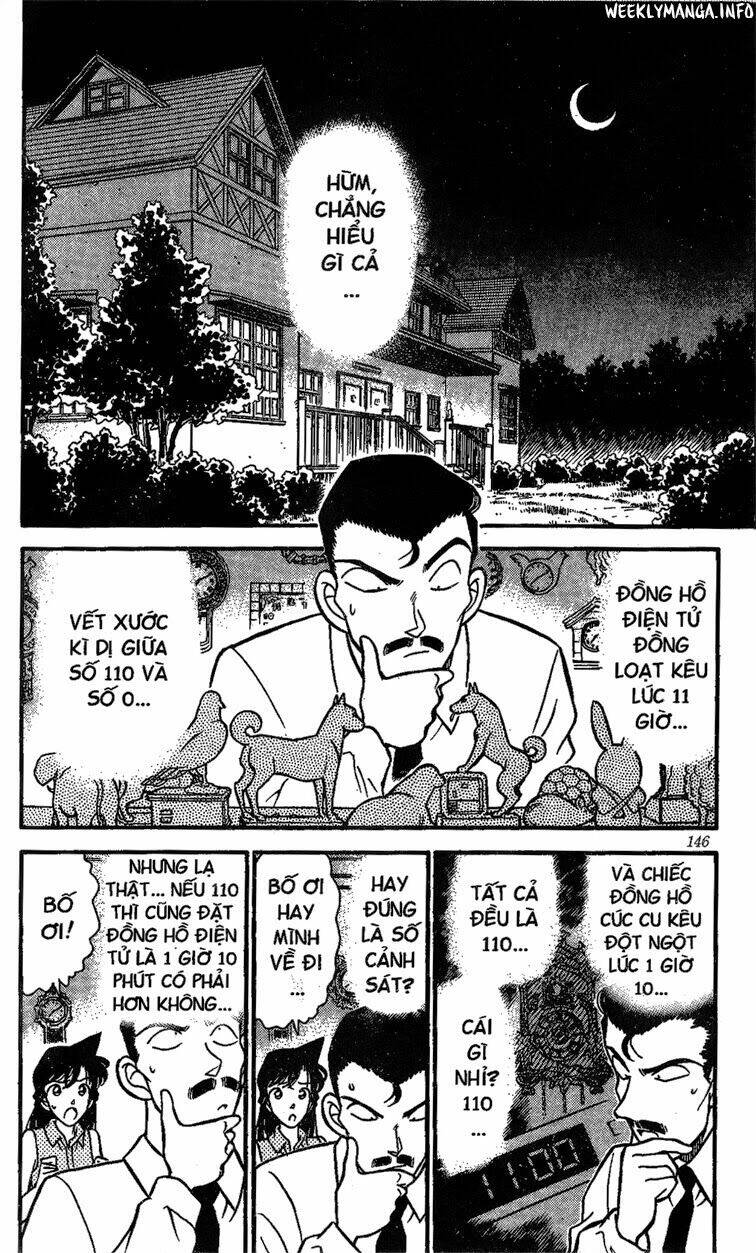 WEEKLYMANGA.INFO
HỪM,
CHẲNG
HIỂU
GÌ CẢ
...
ĐỒNG HỒ
ĐIỆN TỬ
ĐỒNG
LOẠT KÊU
LÚC 11
GIỜ...
VẾT XƯỚC
KÌ DỊ GIỮA
SỐ 110 VÀ
SỐ 0...
146
VÀ CHIẾC
ĐỒNG HỒ
CÚC CU KÊU
ĐỘT NGỘT
LÚC 1 GIỜ
10...
TẤT CẢ
ĐỀU LÀ
110...
CÁI
GÌ
NHỈ?
110
...
11:00
HAY
ĐÚNG
LÀ SỐ
CẢNH
SÁT?
BỐ ƠI
HAY
MÌNH
VỀ ĐI
...
NHƯNG LẠ
THẬT... NẾU 110
THÌ CŨNG ĐẶT
ĐỒNG HỒ ĐIỆN
TỬ LÀ 1 GIỜ 10
PHÚT CÓ PHẢI
HƠN KHÔNG...
BỐ
ƠI!